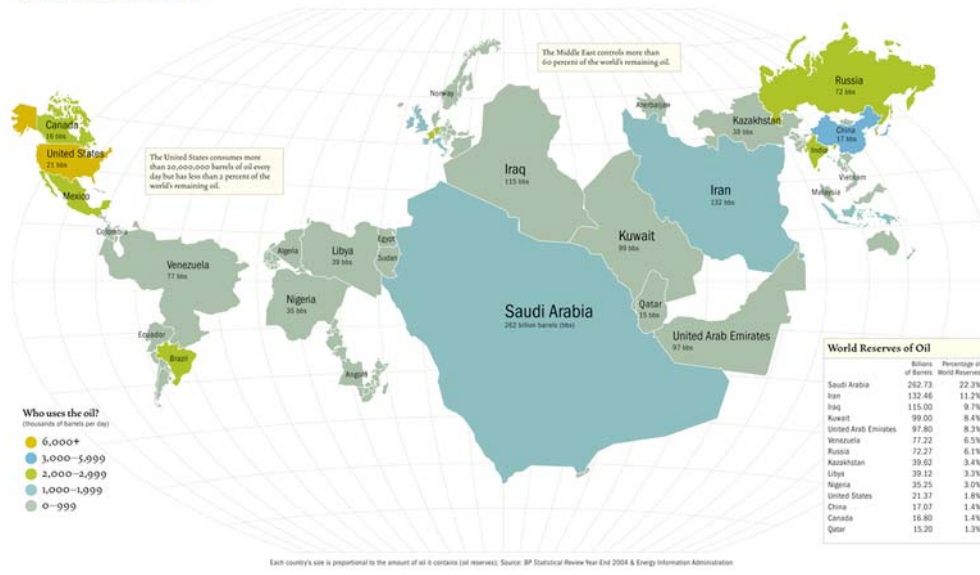 The Middle East controls more than
60 percent of the world's remaining oil.
Russia
72 bbs
Norway
Azerbaijan
Kazakhstan
38 bbs
China
17 bbs
Canada
16 bbs
United States
21 bbs
The United States consumes more
than 20,000,000 barrels of oil every
day but has less than 2 percent of the
world's remaining oil.
Mexico
Iraq
115 bbs
Iran
132 bbs
India
Vietnam
Malaysia
Colombia
Venezuela
77 bbs
Algeria
Libya
39 bbs
Egypt
Sudan
Kuwait
99 bbs
Nigeria
35 bbs
Saudi Arabia
262 billion barrels (bbs)
Qatar
15 bbs
United Arab Emirates
97 bbs
Ecuador
Brazil
Angola
Who uses the oil?
(thousands of barrels per day)
6,000+
3,000–5,999
2,000–2,999
1,000–1,999
0–999
World Reserves of Oil
Billions of Barrels Percentage of World Reserves
Saudi Arabia 262.73 22.3%
Iran 132.46 11.2%
Iraq 115.00 9.7%
Kuwait 99.00 8.4%
United Arab Emirates 97.80 8.3%
Venezuela 77.22 6.5%
Russia 72.27 6.1%
Kazakhstan 39.62 3.4%
Libya 39.12 3.3%
Nigeria 35.25 3.0%
United States 21.37 1.8%
China 17.07 1.4%
Canada 16.80 1.4%
Qatar 15.20 1.3%
Each country's size is proportional to the amount of oil it contains (oil reserves); Source: BP Statistical Review Year-End 2004 & Energy Information Administration